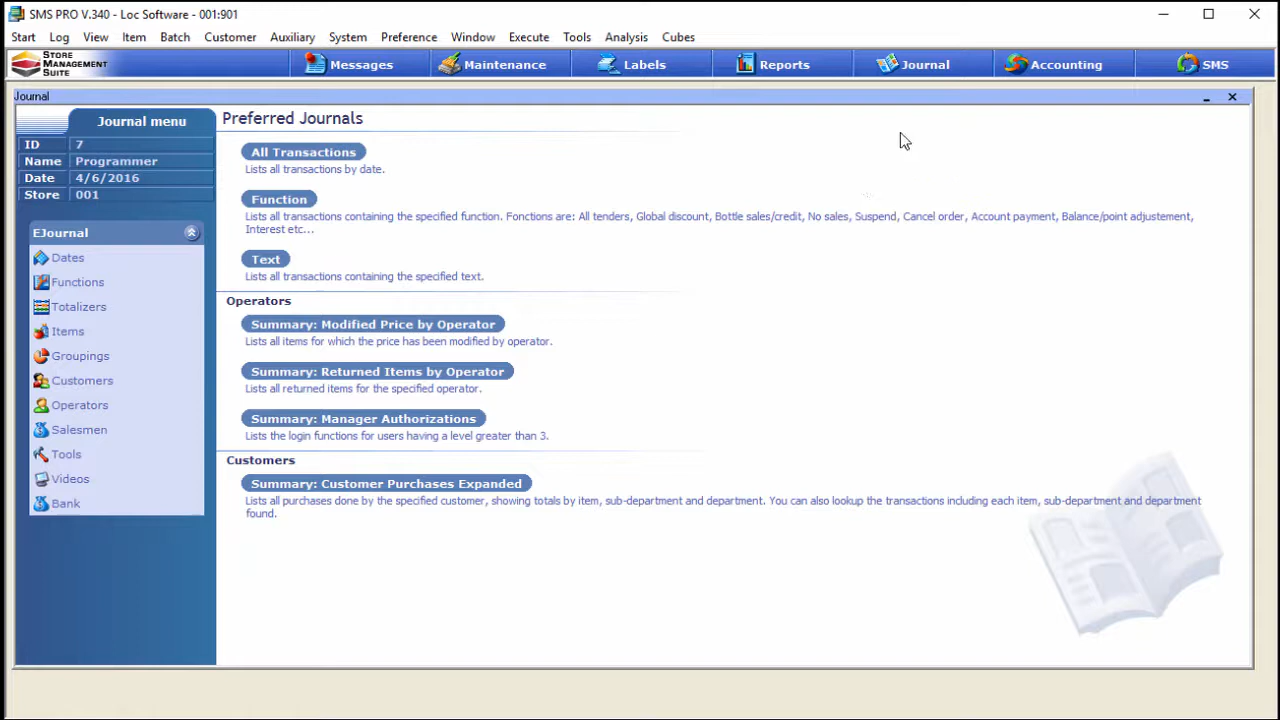 SMS PRO V.340 - Loc Software - 001:901
Start Log View Item Batch Customer Auxiliary System Preference Window Execute Tools Analysis Cubes
STORE
MANAGEMENT
SUITE
Messages Maintenance Labels Reports Journal Accounting SMS
Journal
Journal menu
ID 7
Name Programmer
Date 4/6/2016
Store 001
EJournal
Dates
Functions
Totalizers
Items
Groupings
Customers
Operators
Salesmen
Tools
Videos
Bank
Preferred Journals
All Transactions
Lists all transactions by date.
Function
Lists all transactions containing the specified function. Fonctions are: All tenders, Global discount, Bottle sales/credit, No sales, Suspend, Cancel order, Account payment, Balance/point adjustement,
Interest etc...
Text
Lists all transactions containing the specified text.
Operators
Summary: Modified Price by Operator
Lists all items for which the price has been modified by operator.
Summary: Returned Items by Operator
Lists all returned items for the specified operator.
Summary: Manager Authorizations
Lists the login functions for users having a level greater than 3.
Customers
Summary: Customer Purchases Expanded
Lists all purchases done by the specified customer, showing totals by item, sub-department and department. You can also lookup the transactions including each item, sub-department and department
found.